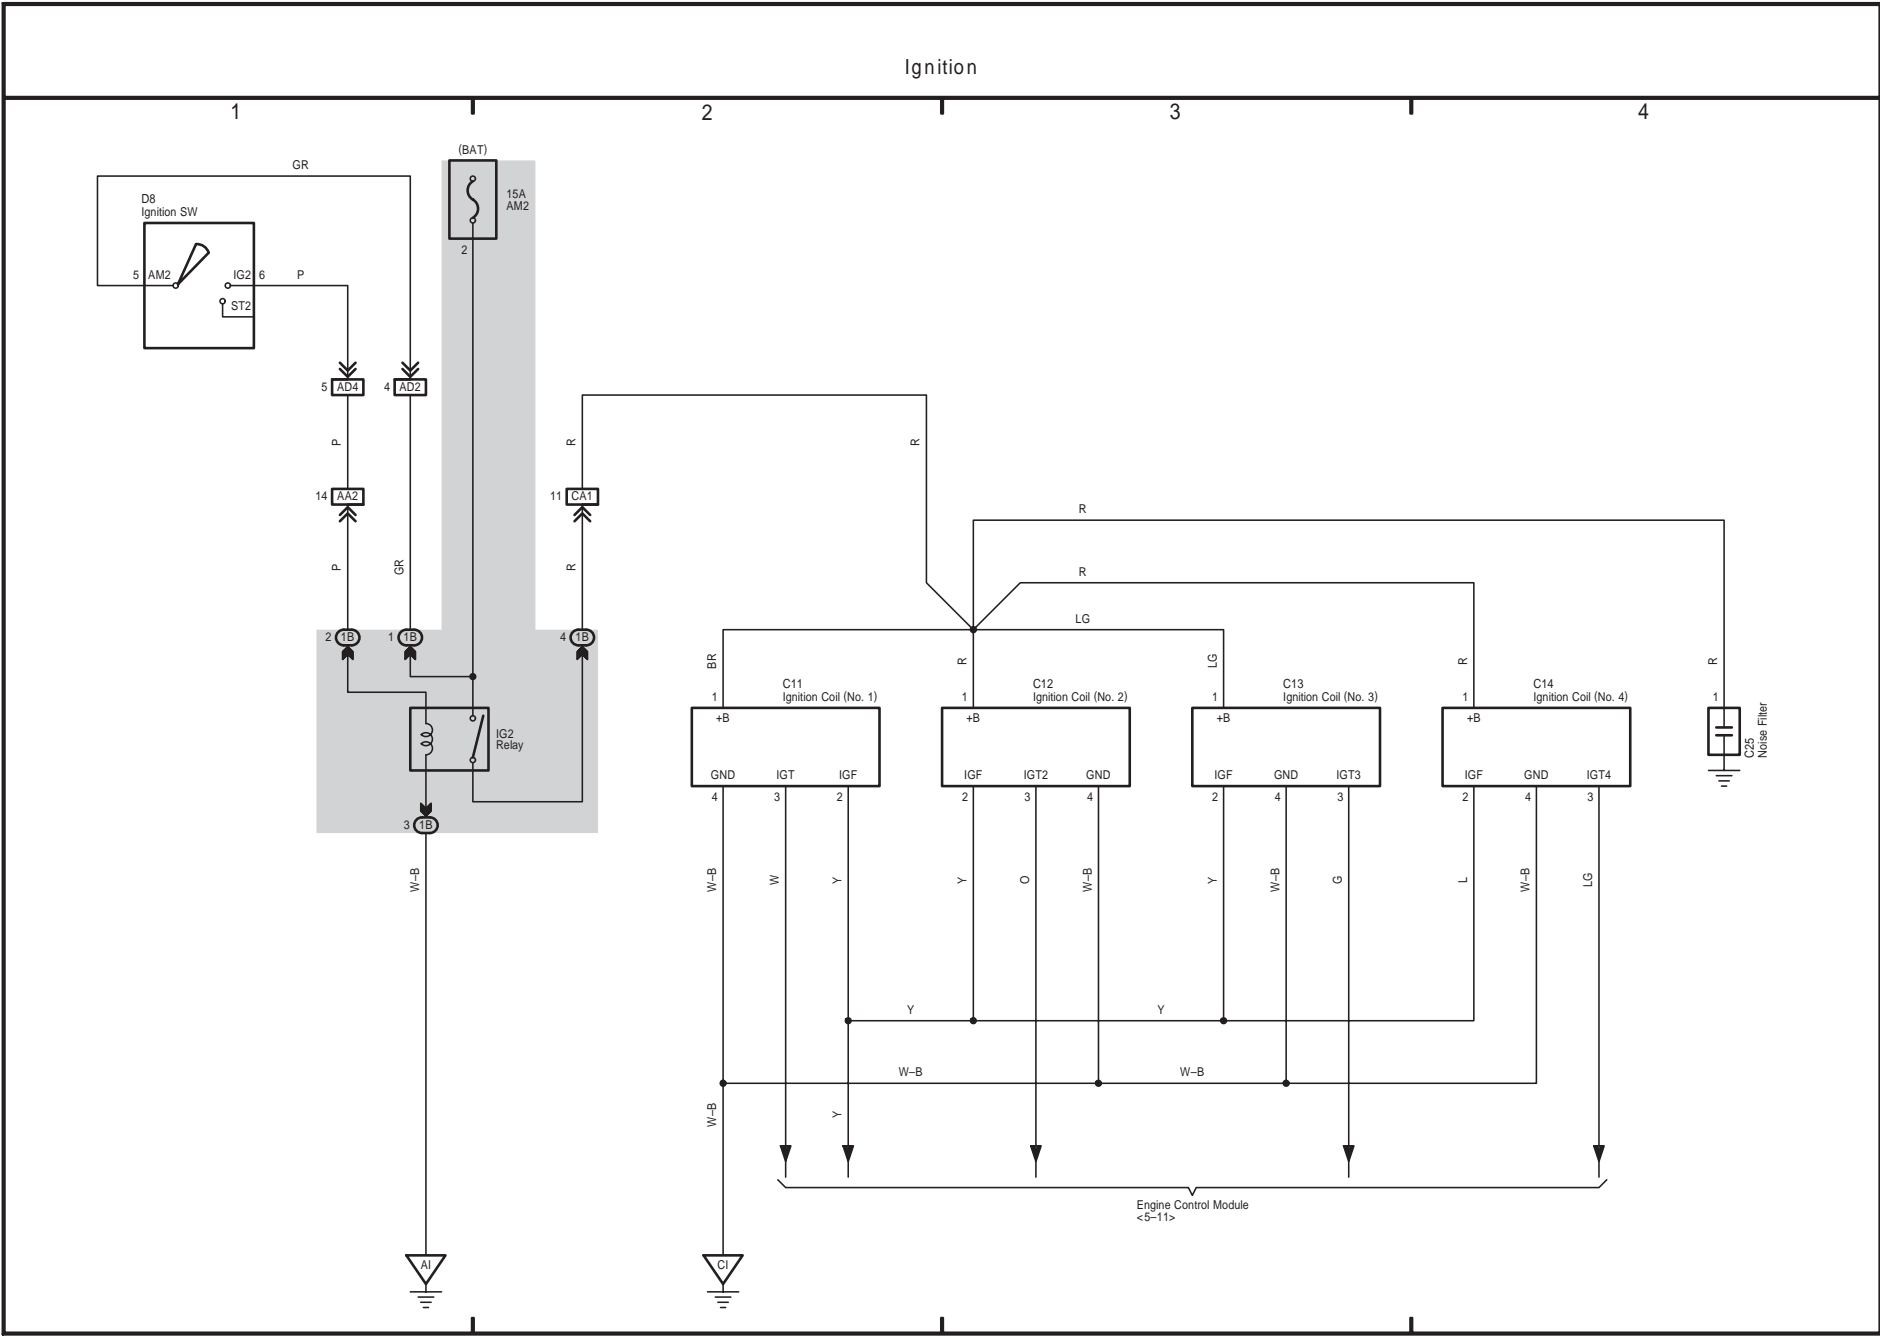 Ignition
1 2 3 4
(BAT)
GR
15A
AM2
2
D8
Ignition SW
5 AM2 IG2 6 P
ST2
5 AD4 4 AD2
P R R
14 AA2 11 CA1
P GR R
R
R
LG
2 1B 1 1B 4 1B
BR R LG R R
IG2
Relay
3 1B
C11
Ignition Coil (No. 1)
1
+B
GND IGT IGF
4 3 2
C12
Ignition Coil (No. 2)
1
+B
IGF IGT2 GND
2 3 4
C13
Ignition Coil (No. 3)
1
+B
IGF GND IGT3
2 4 3
C14
Ignition Coil (No. 4)
1
+B
IGF GND IGT4
2 4 3
1
C25
Noise Filter
W–B W–B W Y Y O W–B Y W–B G L W–B LG
Y Y
W–B W–B
W–B Y
Engine Control Module
<5–11>
AI CI